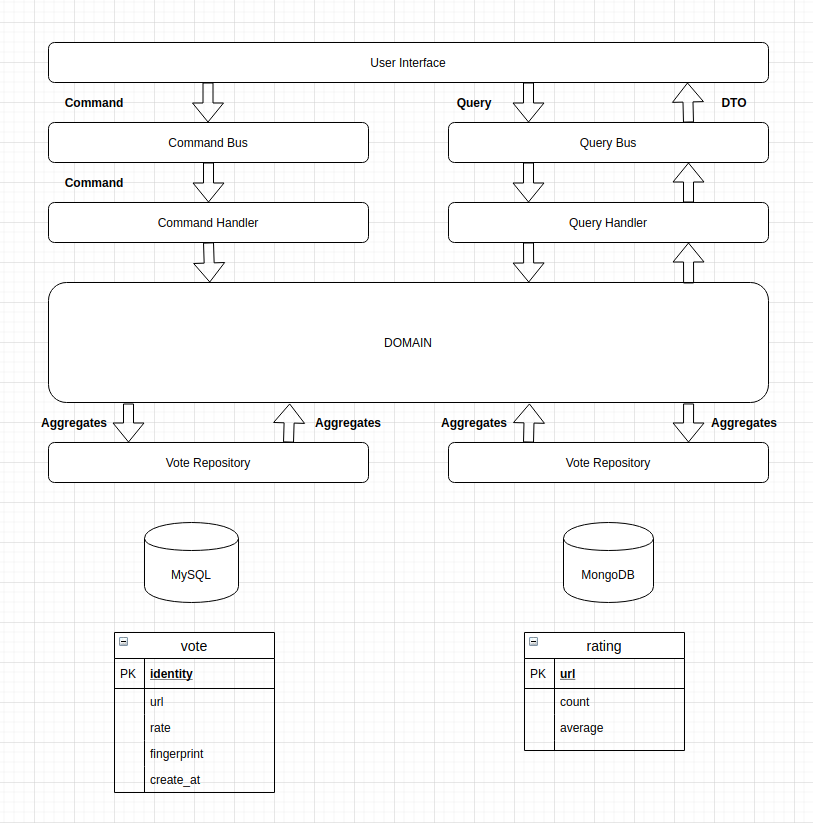 User Interface
Command
Query
DTO
Command Bus
Query Bus
Command
Command Handler
Query Handler
DOMAIN
Aggregates
Aggregates
Aggregates
Aggregates
Vote Repository
Vote Repository
MySQL
MongoDB
vote
PK identity
url
rate
fingerprint
create_at
rating
PK url
count
average